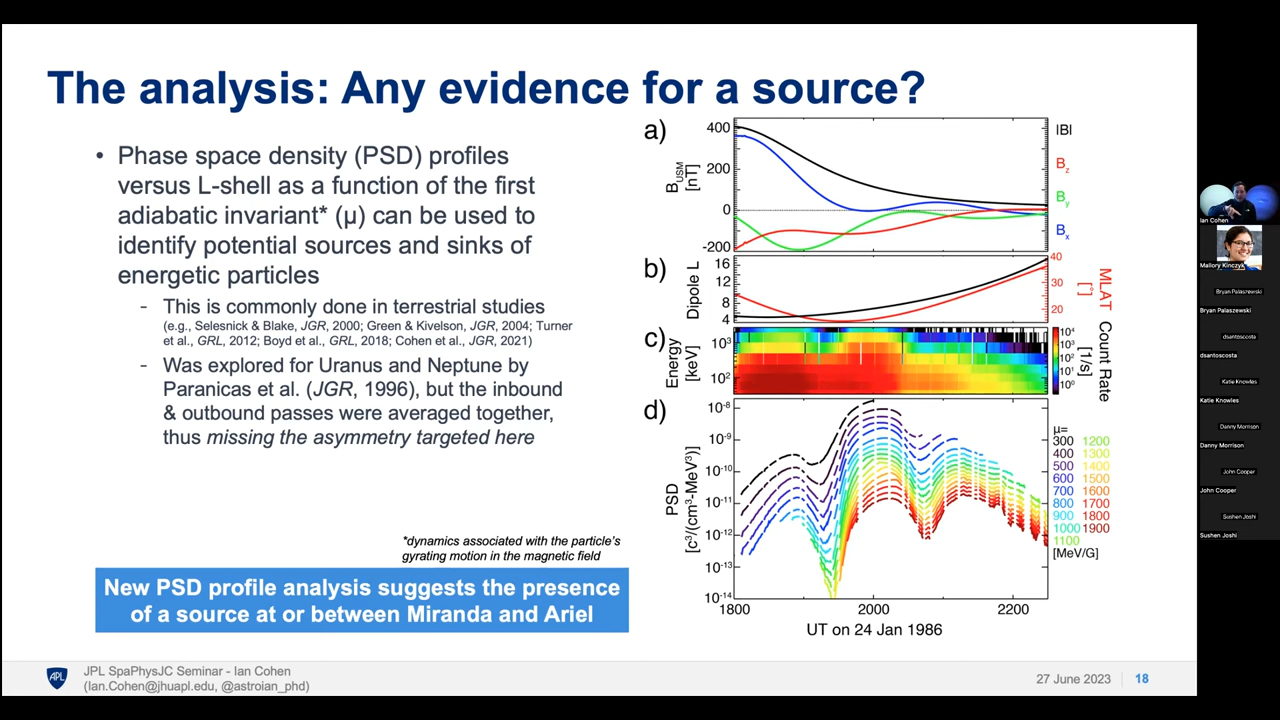 The analysis: Any evidence for a source?
• Phase space density (PSD) profiles
versus L-shell as a function of the first
adiabatic invariant* (μ) can be used to
identify potential sources and sinks of
energetic particles
- This is commonly done in terrestrial studies
(e.g., Selesnick & Blake, JGR, 2000; Green & Kivelson, JGR, 2004; Turner
et al., GRL, 2012; Boyd et al., GRL, 2018; Cohen et al., JGR, 2021)
- Was explored for Uranus and Neptune by
Paranicas et al. (JGR, 1996), but the inbound
& outbound passes were averaged together,
thus missing the asymmetry targeted here
*dynamics associated with the particle's
gyrating motion in the magnetic field
New PSD profile analysis suggests the presence
of a source at or between Miranda and Ariel
a)
B_USM
[nT]
400
200
0
-200
|B|
Bz
By
Bx
b)
Dipole L
16
12
8
4
40
30
20
MLAT
[°]
c)
Energy
[keV]
10³
10²
10⁴
10³
10²
10¹
10⁰
Count Rate
[1/s]
d)
PSD
[c³/(cm³-MeV³)]
10⁻⁸
10⁻⁹
10⁻¹⁰
10⁻¹¹
10⁻¹²
10⁻¹³
10⁻¹⁴
μ=
300 1200
400 1300
500 1400
600 1500
700 1600
800 1700
900 1800
1000 1900
1100
[MeV/G]
1800 2000 2200
UT on 24 Jan 1986
APL
JPL SpaPhysJC Seminar - Ian Cohen
(Ian.Cohen@jhuapl.edu, @astroian_phd)
27 June 2023
18
Ian Cohen
Mallory Kinczyk
Bryan Palaszewski
Bryan Palaszewski
dsantoscosta
dsantoscosta
Katie Knowles
Katie Knowles
Danny Morrison
Danny Morrison
John Cooper
John Cooper
Sushen Joshi
Sushen Joshi